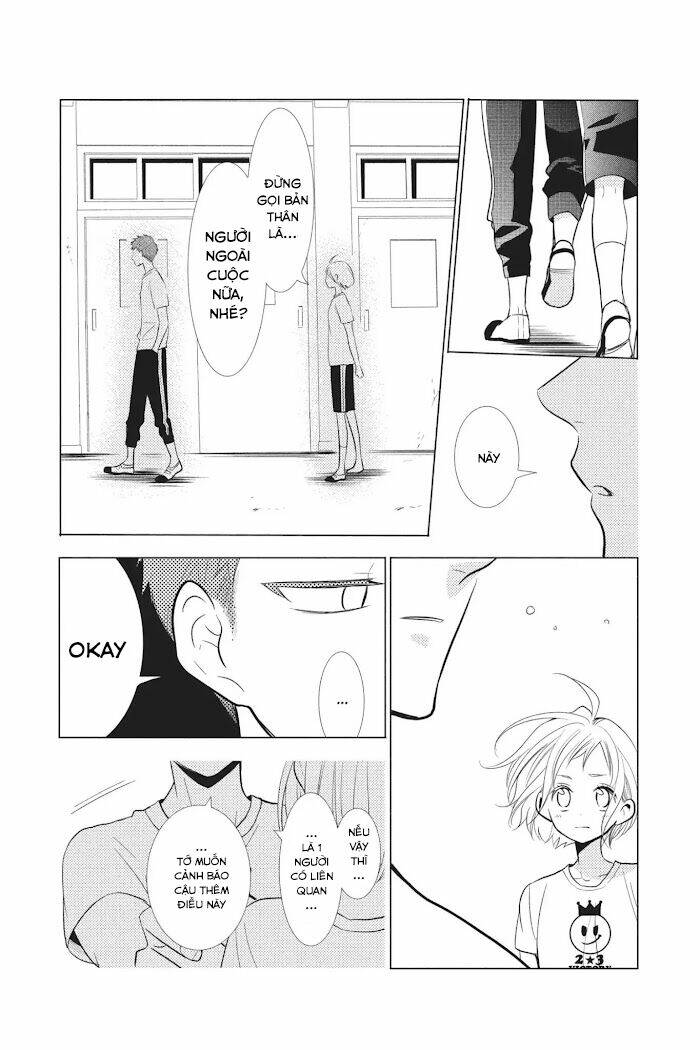 ĐỪNG
GỌI BẢN
THÂN
LÀ...
NGƯỜI
NGOÀI
CUỘC
NỮA,
NHÉ?
NÀY
OKAY
...
NẾU
VẬY
THÌ
...
...
LÀ 1
NGƯỜI
CÓ LIÊN
QUAN
...
...
TỚ MUỐN
CẢNH BÁO
CẬU THÊM
ĐIỀU NÀY
2★3
VICTORY